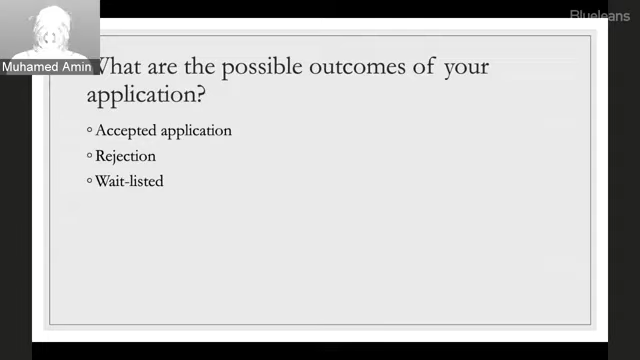 BlueJeans
Muhamed Amin
What are the possible outcomes of your
application?
Accepted application
Rejection
Wait-listed